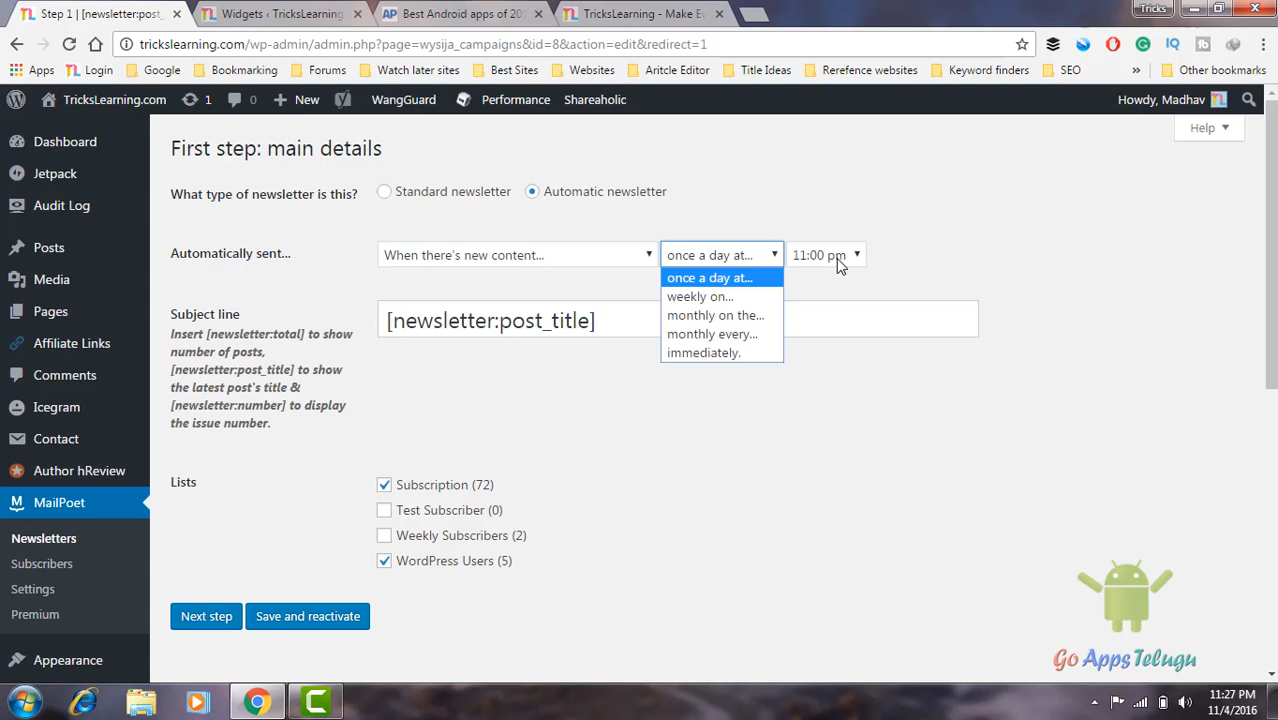 Step 1 | [newsletter:post_
Widgets ‹ TricksLearning
Best Android apps of 20
TricksLearning - Make Ev
Tricks
trickslearning.com/wp-admin/admin.php?page=wysija_campaigns&id=8&action=edit&redirect=1
Apps
Login
Google
Bookmarking
Forums
Watch later sites
Best Sites
Websites
Aritcle Editor
Title Ideas
Rerefence websites
Keyword finders
SEO
»
Other bookmarks
TricksLearning.com
1
0
New
WangGuard
Performance
Shareaholic
Howdy, Madhav
Help
Dashboard
Jetpack
Audit Log
Posts
Media
Pages
Affiliate Links
Comments
Icegram
Contact
Author hReview
MailPoet
Newsletters
Subscribers
Settings
Premium
Appearance
First step: main details
What type of newsletter is this?
Standard newsletter
Automatic newsletter
Automatically sent...
When there's new content...
once a day at...
11:00 pm
once a day at...
weekly on...
monthly on the...
monthly every...
immediately.
Subject line
Insert [newsletter:total] to show
number of posts,
[newsletter:post_title] to show
the latest post's title &
[newsletter:number] to display
the issue number.
[newsletter:post_title]
Lists
Subscription (72)
Test Subscriber (0)
Weekly Subscribers (2)
WordPress Users (5)
Next step
Save and reactivate
Go AppsTelugu
11:27 PM
11/4/2016